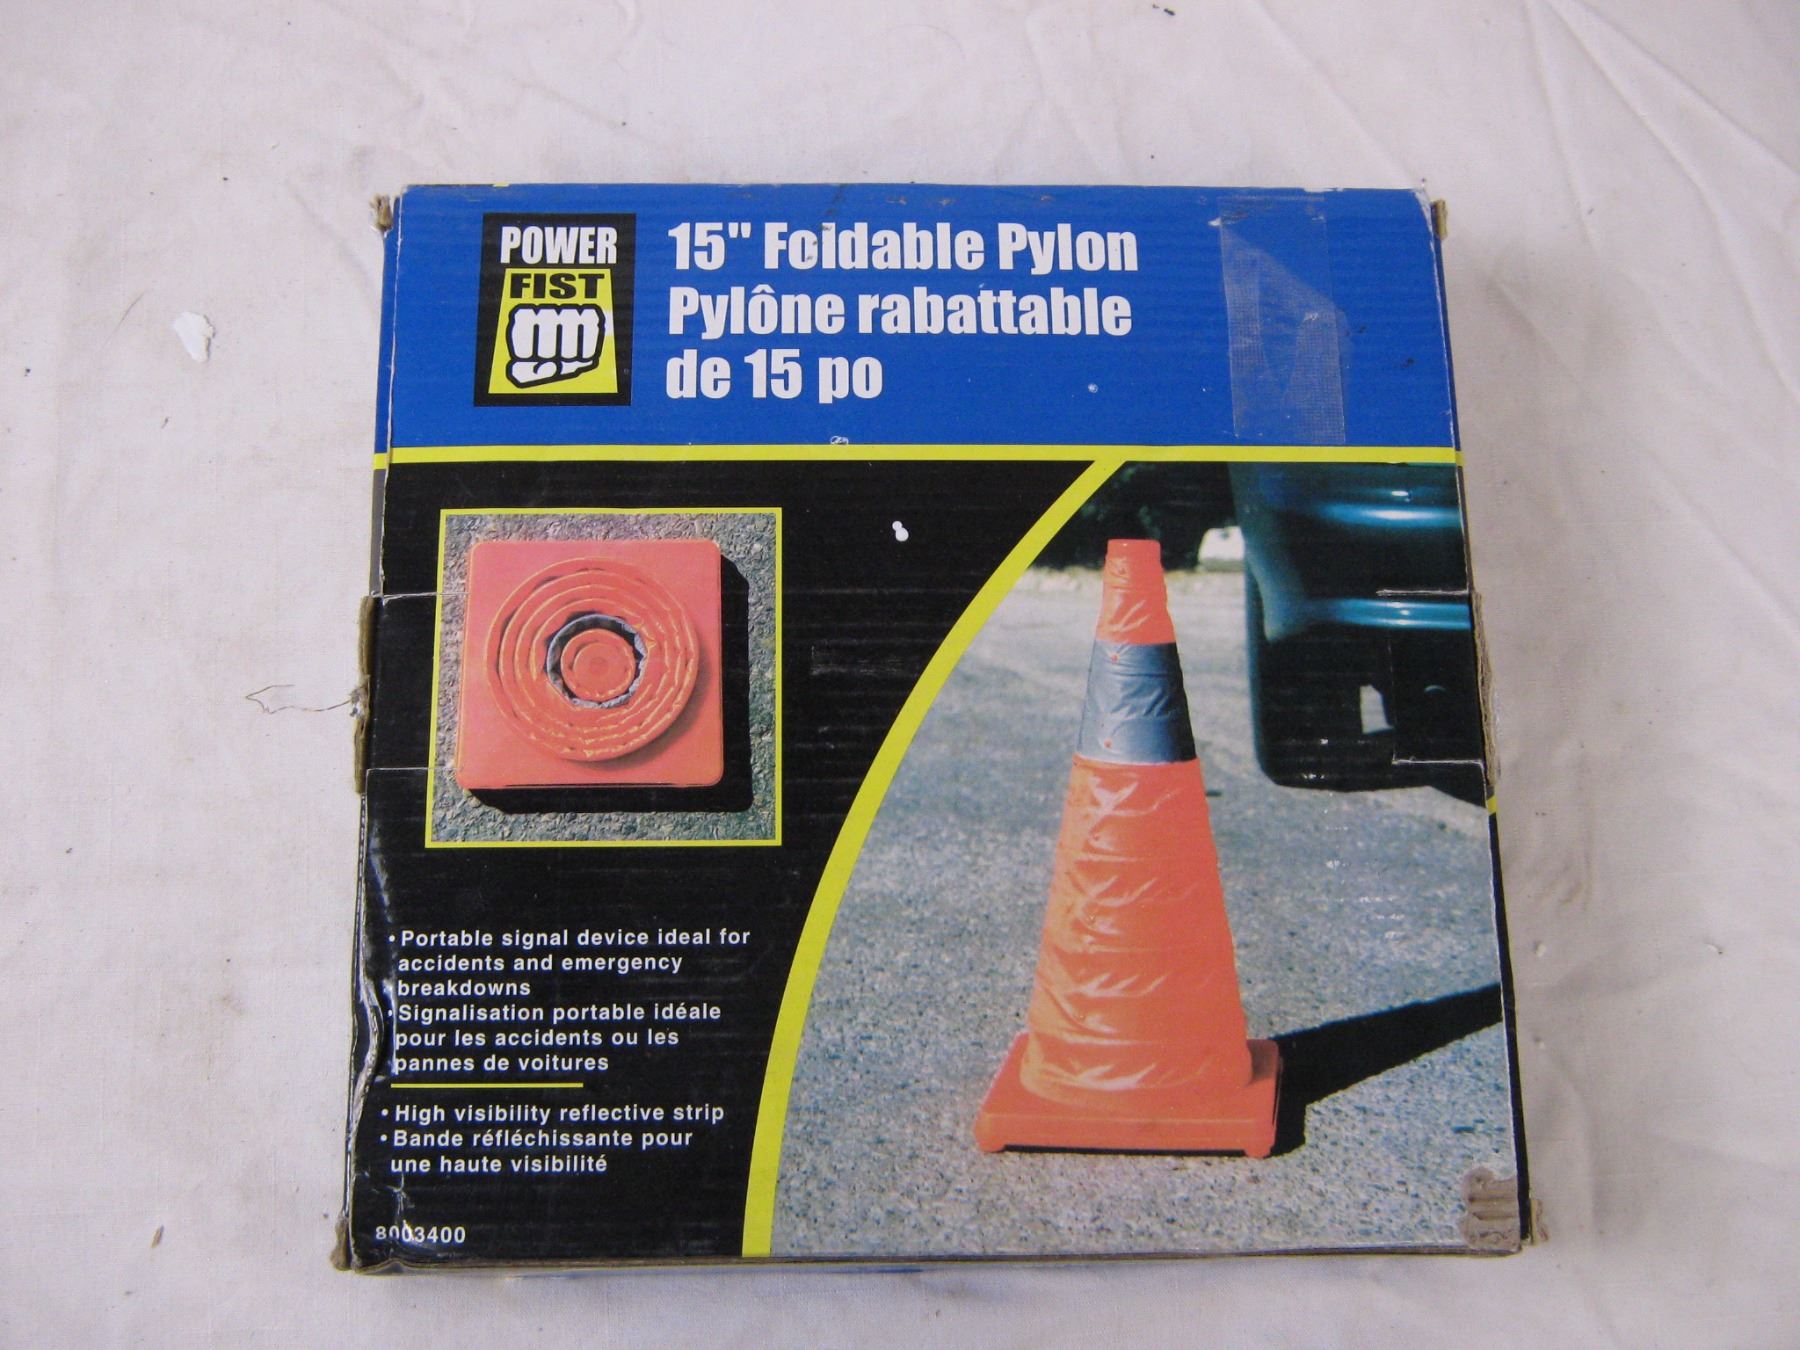 POWER
FIST
15" Foldable Pylon
Pylône rabattable
de 15 po
• Portable signal device ideal for
accidents and emergency
breakdowns
• Signalisation portable idéale
pour les accidents ou les
pannes de voitures
• High visibility reflective strip
• Bande réfléchissante pour
une haute visibilité
8003400